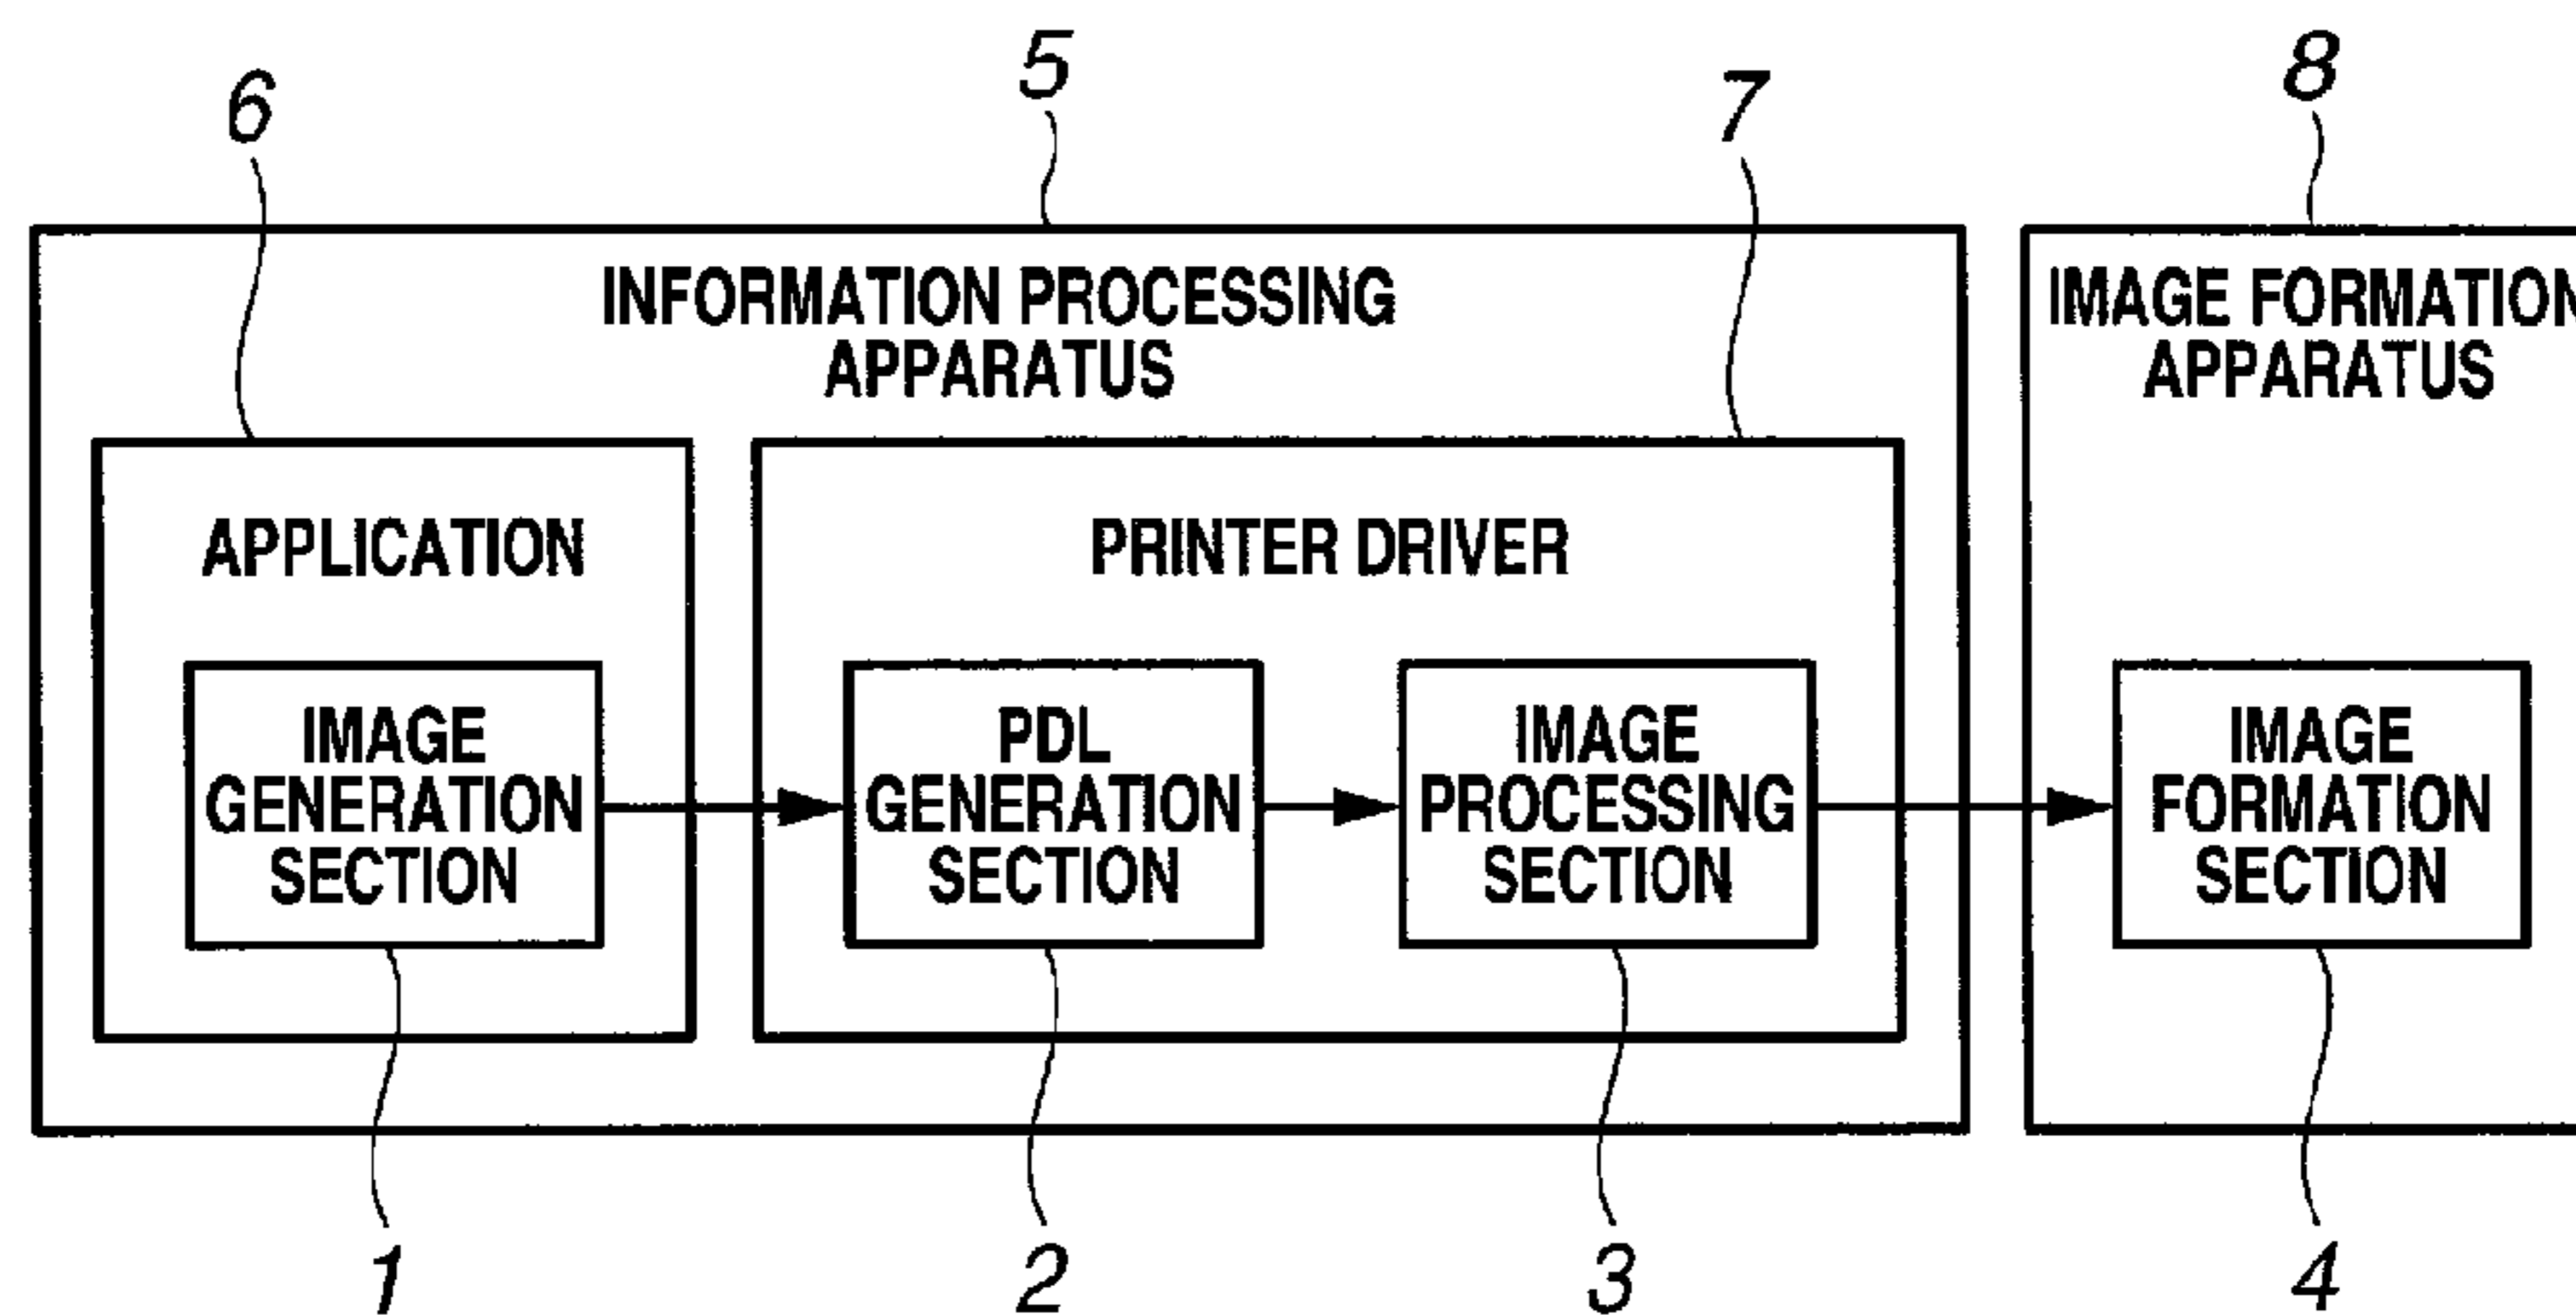 5
8
6
7
INFORMATION PROCESSING
APPARATUS
IMAGE FORMATION
APPARATUS
APPLICATION
PRINTER DRIVER
IMAGE
GENERATION
SECTION
PDL
GENERATION
SECTION
IMAGE
PROCESSING
SECTION
IMAGE
FORMATION
SECTION
1
2
3
4